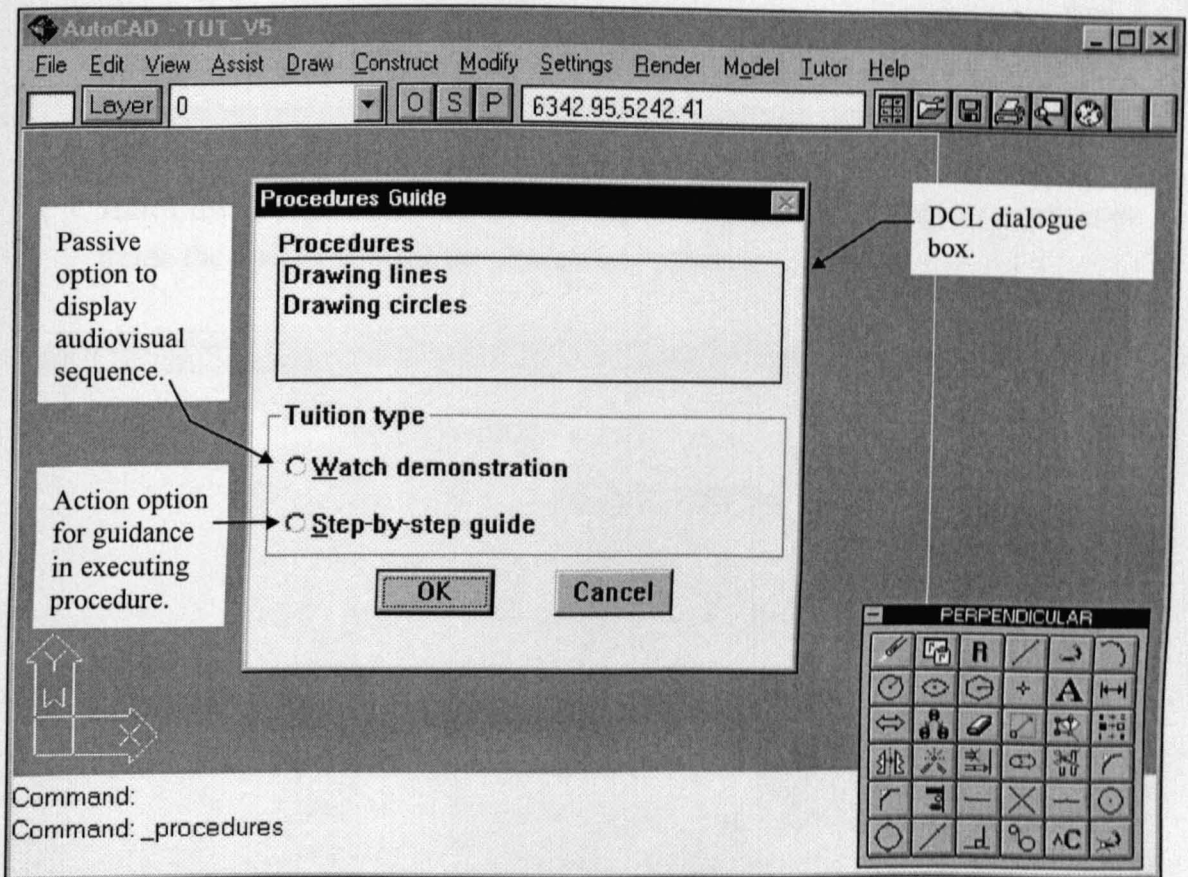 AutoCAD - TUT_V5
File Edit View Assist Draw Construct Modify Settings Render Model Tutor Help
Layer 0 O S P 6342.95,5242.41
Passive
option to
display
audiovisual
sequence.
Action option
for guidance
in executing
procedure.
Procedures Guide
Procedures
Drawing lines
Drawing circles
Tuition type
Watch demonstration
Step-by-step guide
OK Cancel
DCL dialogue
box.
PERPENDICULAR
R
A
^C
Y
W
X
Command:
Command: _procedures